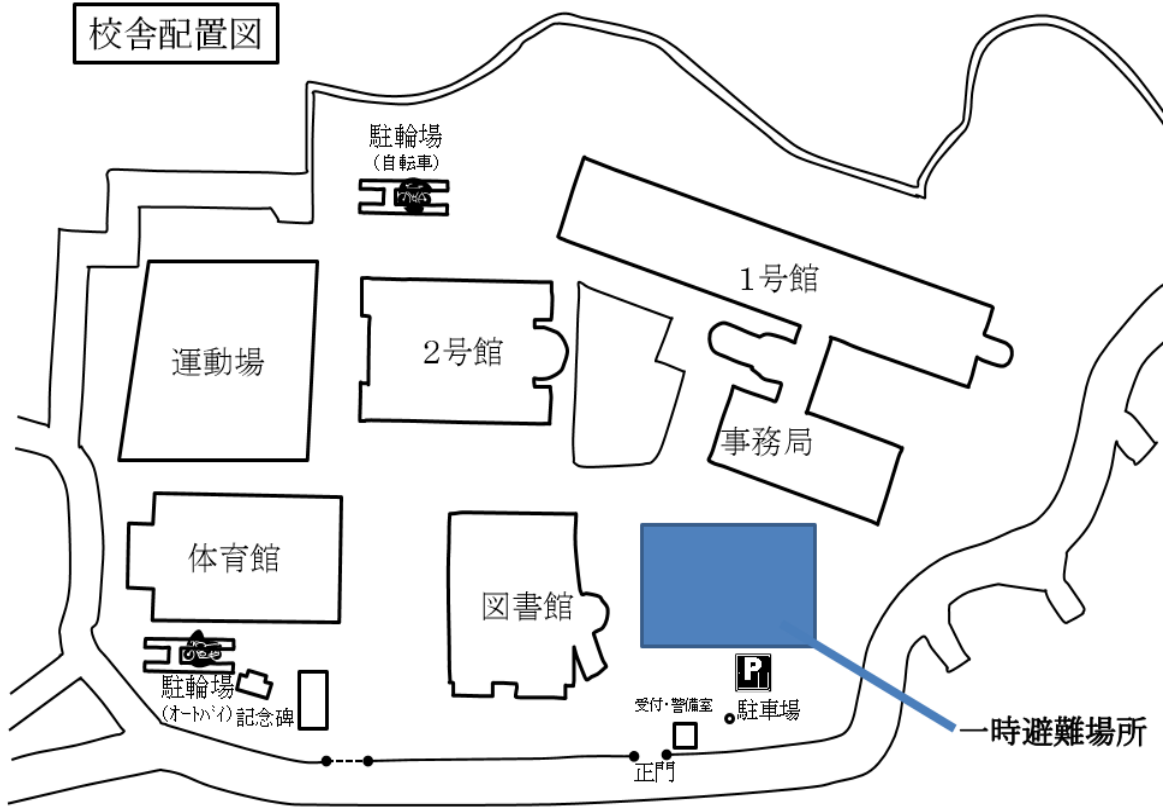 校舎配置図
駐輪場
(自転車)
1号館
2号館
運動場
事務局
体育館
図書館
駐輪場
(オートバイ)
記念碑
受付・警備室
P
駐車場
一時避難場所
正門